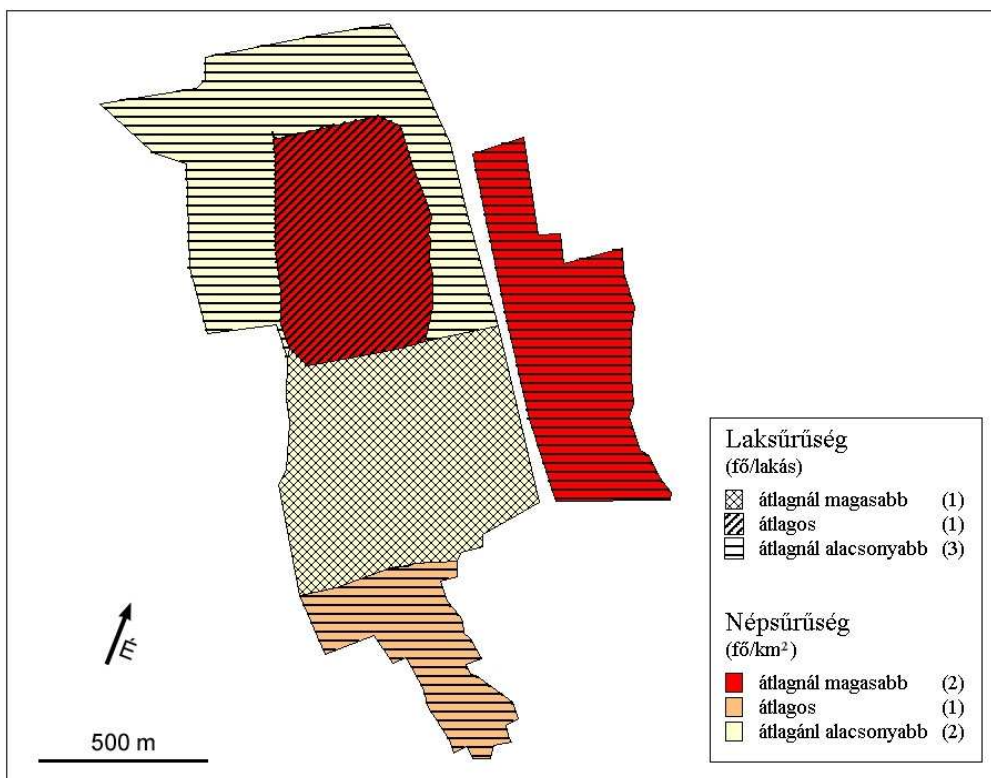 Laksűrűség
(fő/lakás)
átlagnál magasabb (1)
átlagos (1)
átlagnál alacsonyabb (3)
Népsűrűség
(fő/km²)
átlagnál magasabb (2)
átlagos (1)
átlagánl alacsonyabb (2)
É
500 m